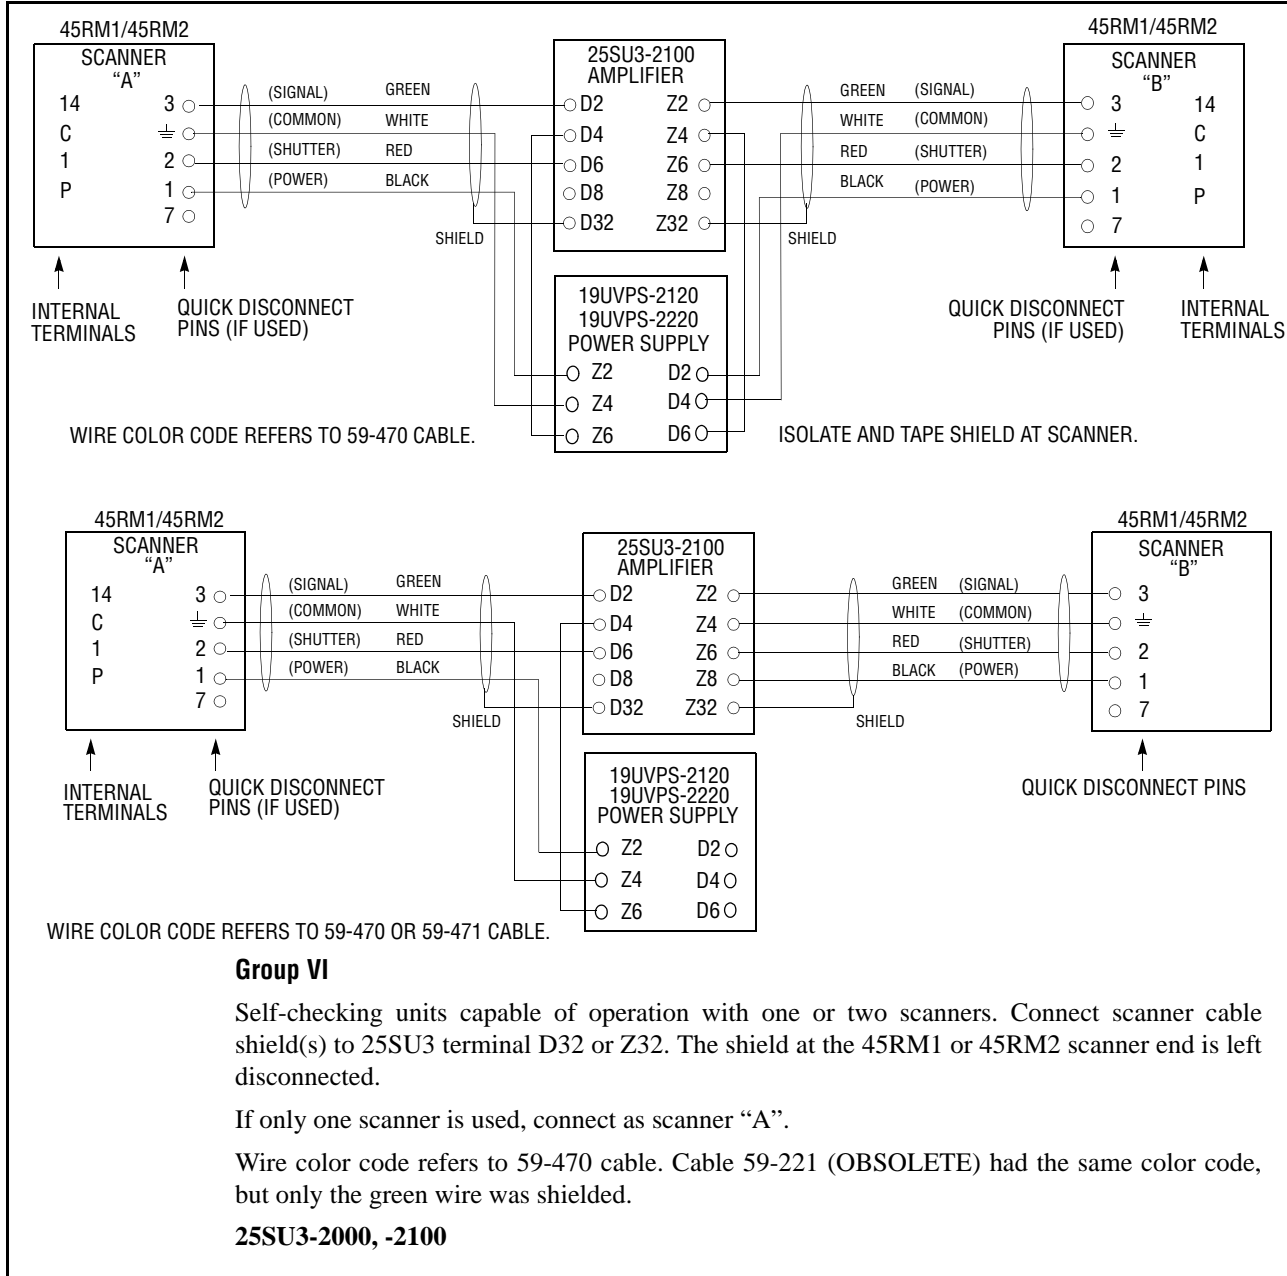 45RM1/45RM2
SCANNER
“A”
14 3
C
1 2
P 1
7
(SIGNAL) GREEN
(COMMON) WHITE
(SHUTTER) RED
(POWER) BLACK
SHIELD
25SU3-2100
AMPLIFIER
D2 Z2
D4 Z4
D6 Z6
D8 Z8
D32 Z32
GREEN (SIGNAL)
WHITE (COMMON)
RED (SHUTTER)
BLACK (POWER)
SHIELD
45RM1/45RM2
SCANNER
“B”
3 14
C
2 1
1 P
7
INTERNAL
TERMINALS
QUICK DISCONNECT
PINS (IF USED)
19UVPS-2120
19UVPS-2220
POWER SUPPLY
Z2 D2
Z4 D4
Z6 D6
QUICK DISCONNECT
PINS (IF USED)
INTERNAL
TERMINALS
WIRE COLOR CODE REFERS TO 59-470 CABLE.
ISOLATE AND TAPE SHIELD AT SCANNER.
45RM1/45RM2
SCANNER
“A”
14 3
C
1 2
P 1
7
(SIGNAL) GREEN
(COMMON) WHITE
(SHUTTER) RED
(POWER) BLACK
SHIELD
25SU3-2100
AMPLIFIER
D2 Z2
D4 Z4
D6 Z6
D8 Z8
D32 Z32
GREEN (SIGNAL)
WHITE (COMMON)
RED (SHUTTER)
BLACK (POWER)
SHIELD
45RM1/45RM2
SCANNER
“B”
3
2
1
7
INTERNAL
TERMINALS
QUICK DISCONNECT
PINS (IF USED)
19UVPS-2120
19UVPS-2220
POWER SUPPLY
Z2 D2
Z4 D4
Z6 D6
QUICK DISCONNECT PINS
WIRE COLOR CODE REFERS TO 59-470 OR 59-471 CABLE.
Group VI
Self-checking units capable of operation with one or two scanners. Connect scanner cable
shield(s) to 25SU3 terminal D32 or Z32. The shield at the 45RM1 or 45RM2 scanner end is left
disconnected.
If only one scanner is used, connect as scanner “A”.
Wire color code refers to 59-470 cable. Cable 59-221 (OBSOLETE) had the same color code,
but only the green wire was shielded.
25SU3-2000, -2100